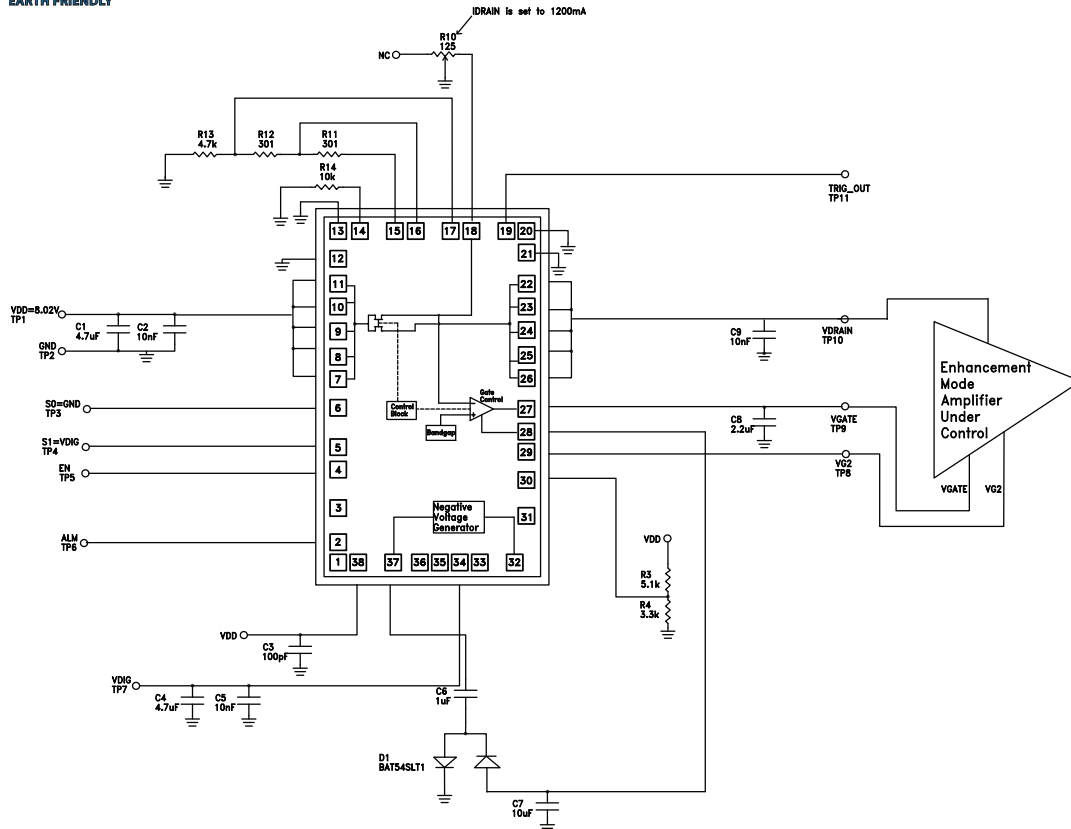 EARTH FRIENDLY
IDRAIN is set to 1200mA
R10
125
NC
R13
4.7k
R12
301
R11
301
R14
10k
TRIG_OUT
TP11
13
14
15
16
17
18
19
20
21
12
11
10
9
8
7
6
5
4
3
2
1
22
23
24
25
26
27
28
29
30
31
38
37
36
35
34
33
32
VDD=8.02V
TP1
C1
4.7uF
C2
10nF
GND
TP2
S0=GND
TP3
S1=VDIG
TP4
EN
TP5
ALM
TP6
Control
Block
Gate
Control
-
+
Bandgap
Negative
Voltage
Generator
C9
10nF
VDRAIN
TP10
C8
2.2uF
VGATE
TP9
VG2
TP8
Enhancement
Mode
Amplifier
Under
Control
VGATE
VG2
VDD
R3
5.1k
R4
3.3k
VDD
C3
100pF
VDIG
TP7
C4
4.7uF
C5
10nF
C6
1uF
D1
BAT54SLT1
C7
10uF